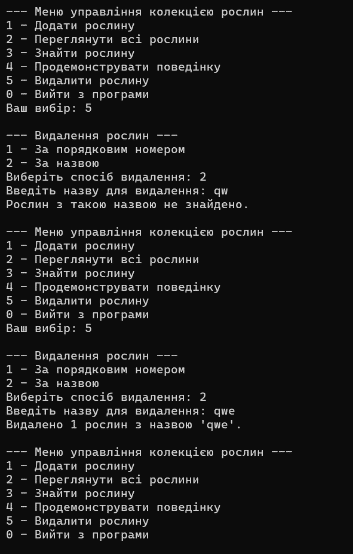 --- Меню управління колекцією рослин ---
1 - Додати рослину
2 - Переглянути всі рослини
3 - Знайти рослину
4 - Продемонструвати поведінку
5 - Видалити рослину
0 - Вийти з програми
Ваш вибір: 5
--- Видалення рослин ---
1 - За порядковим номером
2 - За назвою
Виберіть спосіб видалення: 2
Введіть назву для видалення: qw
Рослин з такою назвою не знайдено.
--- Меню управління колекцією рослин ---
1 - Додати рослину
2 - Переглянути всі рослини
3 - Знайти рослину
4 - Продемонструвати поведінку
5 - Видалити рослину
0 - Вийти з програми
Ваш вибір: 5
--- Видалення рослин ---
1 - За порядковим номером
2 - За назвою
Виберіть спосіб видалення: 2
Введіть назву для видалення: qwe
Видалено 1 рослин з назвою 'qwe'.
--- Меню управління колекцією рослин ---
1 - Додати рослину
2 - Переглянути всі рослини
3 - Знайти рослину
4 - Продемонструвати поведінку
5 - Видалити рослину
0 - Вийти з програми